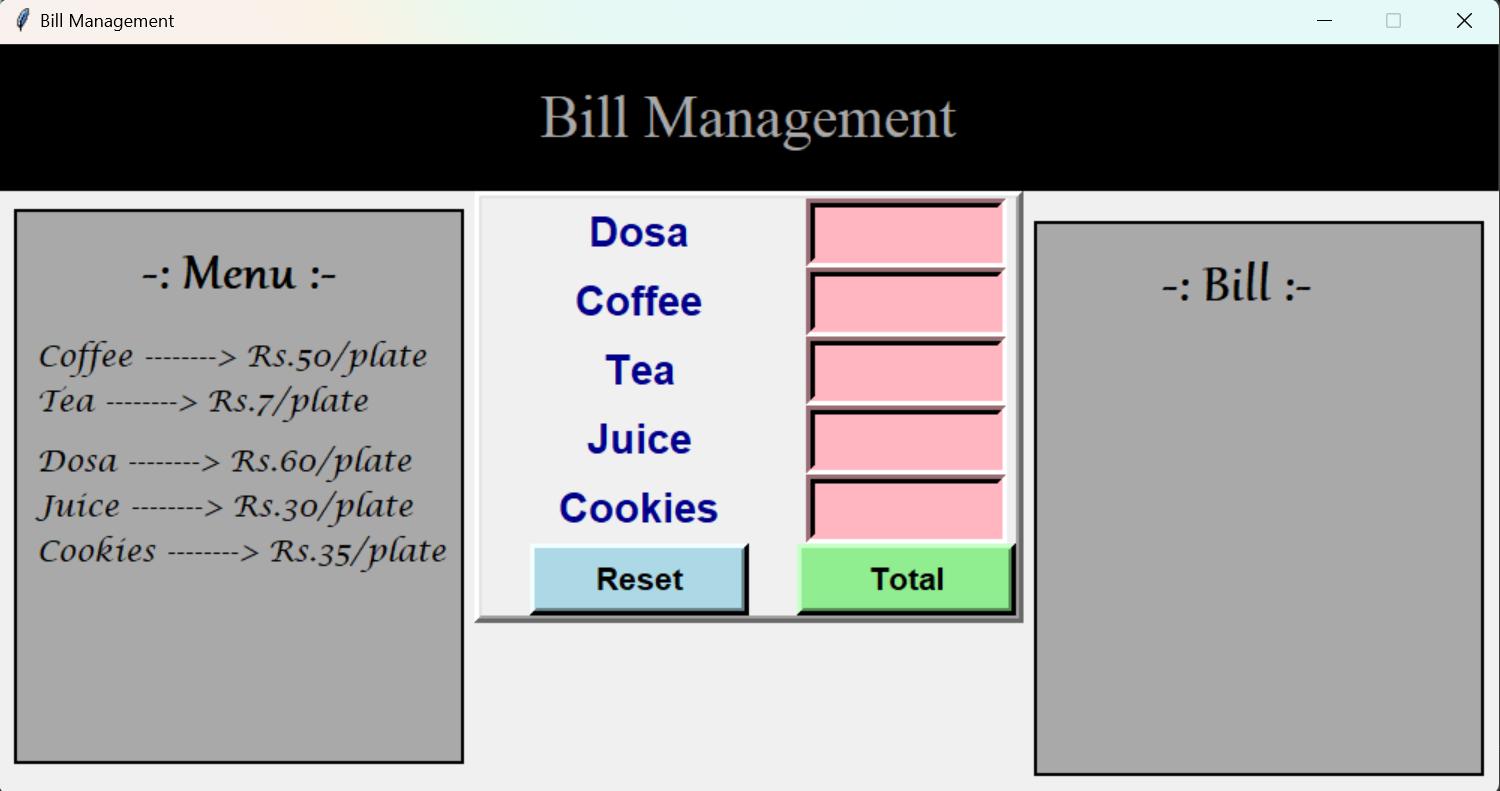 Bill Management
Bill Management
-: Menu :-
Coffee --------> Rs.50/plate
Tea --------> Rs.7/plate
Dosa --------> Rs.60/plate
Juice --------> Rs.30/plate
Cookies --------> Rs.35/plate
Dosa
Coffee
Tea
Juice
Cookies
Reset
Total
-: Bill :-